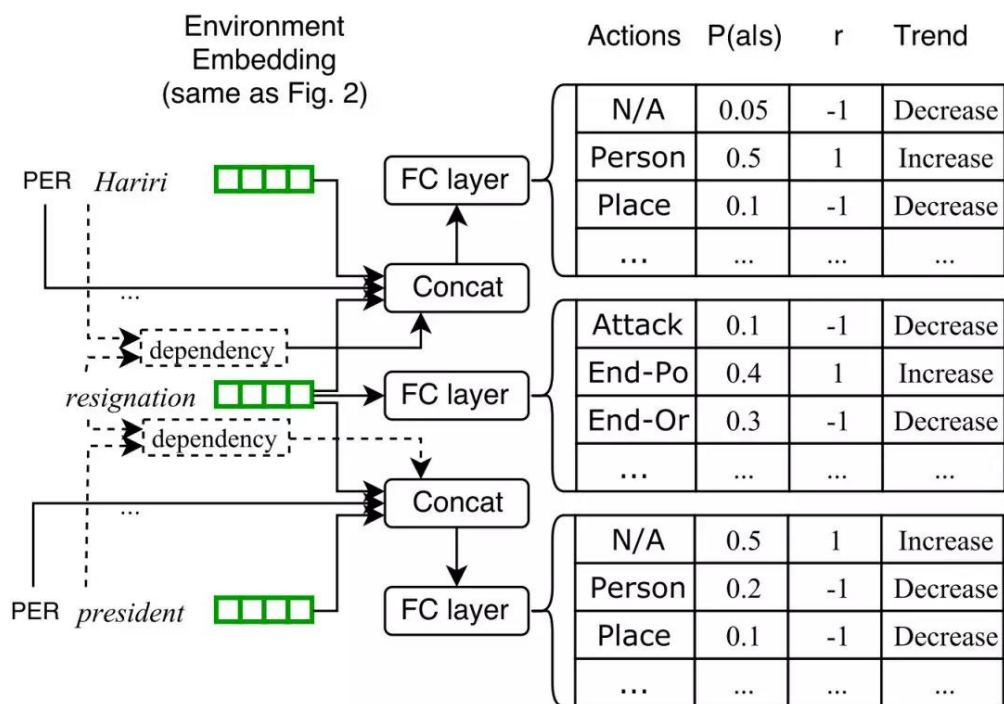 Environment
Embedding
(same as Fig. 2)
Actions P(als) r Trend
N/A 0.05 -1 Decrease
Person 0.5 1 Increase
Place 0.1 -1 Decrease
... ... ... ...
FC layer
PER Hariri
Concat
...
dependency
Attack 0.1 -1 Decrease
End-Po 0.4 1 Increase
End-Or 0.3 -1 Decrease
... ... ... ...
resignation
FC layer
dependency
Concat
...
N/A 0.5 1 Increase
Person 0.2 -1 Decrease
Place 0.1 -1 Decrease
... ... ... ...
PER president
FC layer